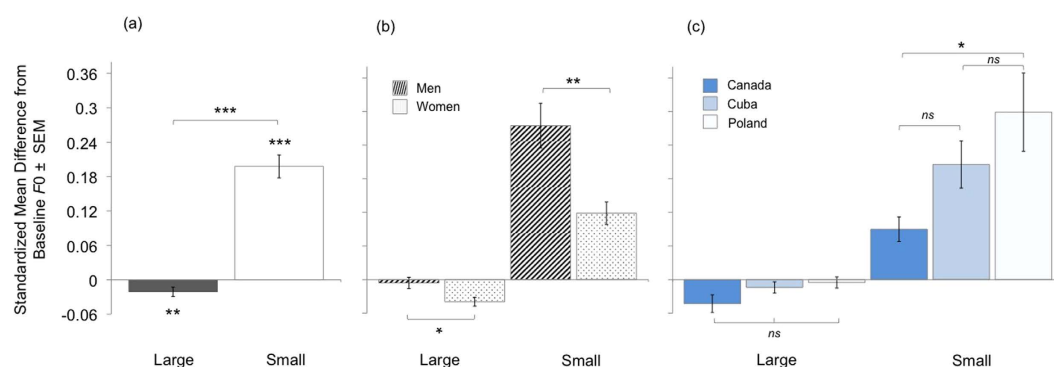 (a)
(b)
(c)
Standardized Mean Difference from
Baseline F0 ± SEM
0.36
0.3
0.24
0.18
0.12
0.06
0
-0.06
***
***
**
Large
Small
Men
Women
**
*
Large
Small
Canada
Cuba
Poland
*
ns
ns
ns
Large
Small